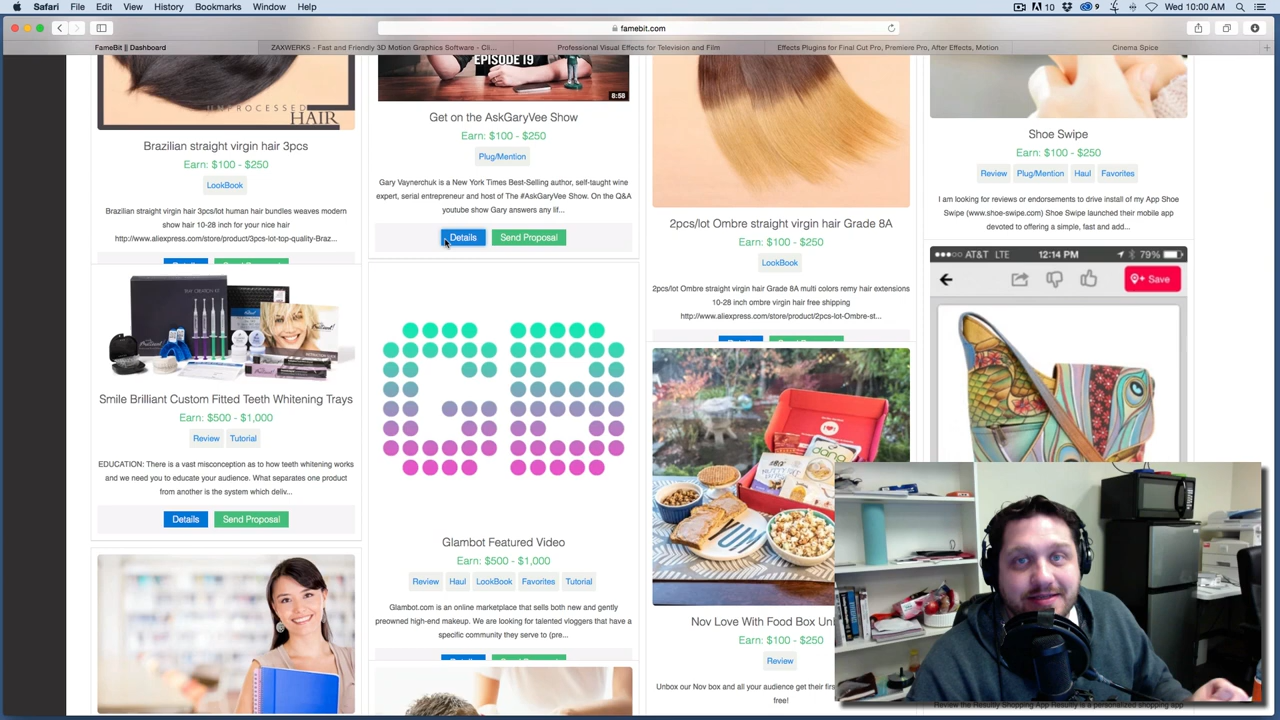 Safari File Edit View History Bookmarks Window Help
10 9 Wed 10:00 AM
famebit.com
FameBit || Dashboard
ZAXWERKS - Fast and Friendly 3D Motion Graphics Software - Cli...
Professional Visual Effects for Television and Film
Effects Plugins for Final Cut Pro, Premiere Pro, After Effects, Motion
Cinema Spice
UNPROCESSED
HAIR
Brazilian straight virgin hair 3pcs
Earn: $100 - $250
LookBook
Brazilian straight virgin hair 3pcs/lot human hair bundles weaves modern
show hair 10-28 inch for your nice hair
http://www.aliexpress.com/store/product/3pcs-lot-top-quality-Braz...
Smile Brilliant Custom Fitted Teeth Whitening Trays
Earn: $500 - $1,000
Review Tutorial
EDUCATION: There is a vast misconception as to how teeth whitening works
and we need you to educate your audience. What separates one product
from another is the system which deliv...
Details Send Proposal
EPISODE 19
8:58
Get on the AskGaryVee Show
Earn: $100 - $250
Plug/Mention
Gary Vaynerchuk is a New York Times Best-Selling author, self-taught wine
expert, serial entrepreneur and host of The #AskGaryVee Show. On the Q&A
youtube show Gary answers any lif...
Details Send Proposal
GB
Glambot Featured Video
Earn: $500 - $1,000
Review Haul LookBook Favorites Tutorial
Glambot.com is an online marketplace that sells both new and gently
preowned high-end makeup. We are looking for talented vloggers that have a
specific community they serve to (pre...
Details Send Proposal
2pcs/lot Ombre straight virgin hair Grade 8A
Earn: $100 - $250
LookBook
2pcs/lot Ombre straight virgin hair Grade 8A multi colors remy hair extensions
10-28 inch ombre virgin hair free shipping
http://www.aliexpress.com/store/product/2pcs-lot-Ombre-st...
Details Send Proposal
Nov Love With Food Box Un
Earn: $100 - $250
Review
Unbox our Nov box and all your audience get their firs
free!
Shoe Swipe
Earn: $100 - $250
Review Plug/Mention Haul Favorites
I am looking for reviews or endorsements to drive install of my App Shoe
Swipe (www.shoe-swipe.com) Shoe Swipe launched their mobile app
devoted to offering a simple, fast and add...
AT&T LTE 12:14 PM 79%
Save